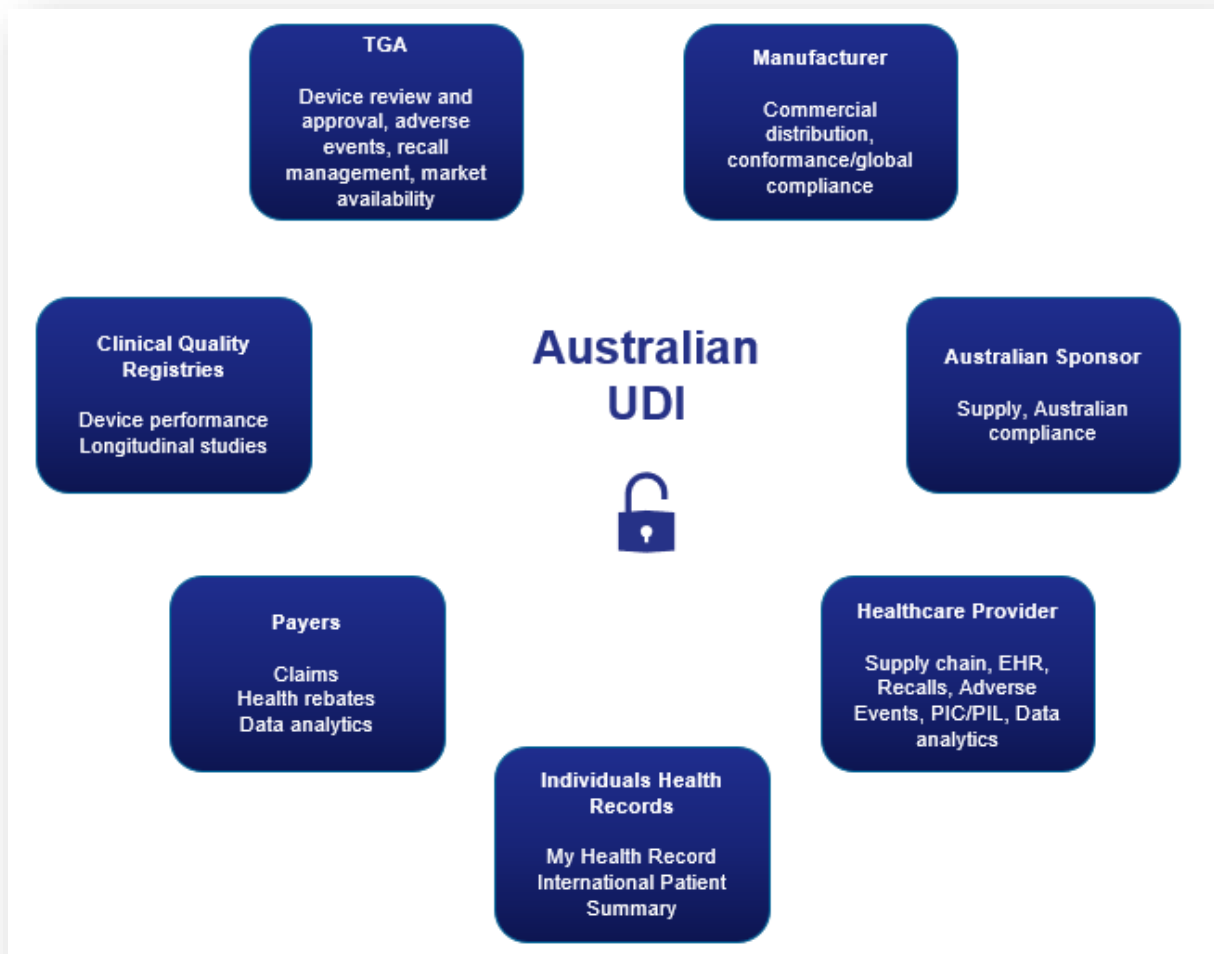 TGA
Device review and
approval, adverse
events, recall
management, market
availability
Manufacturer
Commercial
distribution,
conformance/global
compliance
Clinical Quality
Registries
Device performance
Longitudinal studies
Australian
UDI
Australian Sponsor
Supply, Australian
compliance
Payers
Claims
Health rebates
Data analytics
Healthcare Provider
Supply chain, EHR,
Recalls, Adverse
Events, PIC/PIL, Data
analytics
Individuals Health
Records
My Health Record
International Patient
Summary